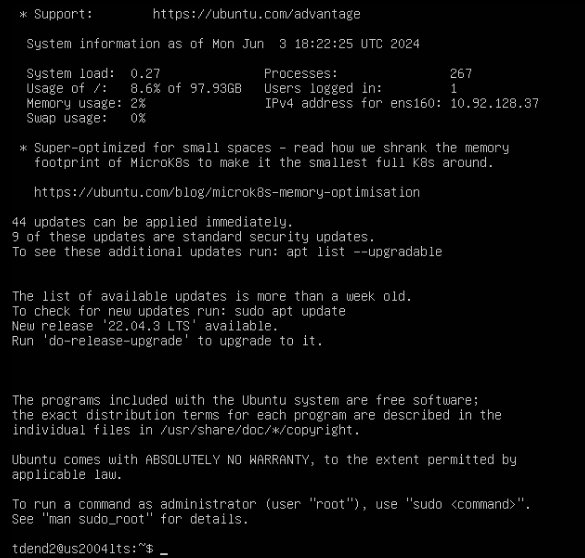 * Support:        https://ubuntu.com/advantage
System information as of Mon Jun  3 18:22:25 UTC 2024
System load:  0.27               Processes:               267
Usage of /:   8.6% of 97.93GB   Users logged in:         1
Memory usage: 2%                 IPv4 address for ens160: 10.92.128.37
Swap usage:   0%
* Super-optimized for small spaces - read how we shrank the memory
footprint of MicroK8s to make it the smallest full K8s around.
https://ubuntu.com/blog/microk8s-memory-optimisation
44 updates can be applied immediately.
9 of these updates are standard security updates.
To see these additional updates run: apt list --upgradable
The list of available updates is more than a week old.
To check for new updates run: sudo apt update
New release '22.04.3 LTS' available.
Run 'do-release-upgrade' to upgrade to it.
The programs included with the Ubuntu system are free software;
the exact distribution terms for each program are described in the
individual files in /usr/share/doc/*/copyright.
Ubuntu comes with ABSOLUTELY NO WARRANTY, to the extent permitted by
applicable law.
To run a command as administrator (user "root"), use "sudo <command>".
See "man sudo_root" for details.
tdend2@us2004lts:~$ _